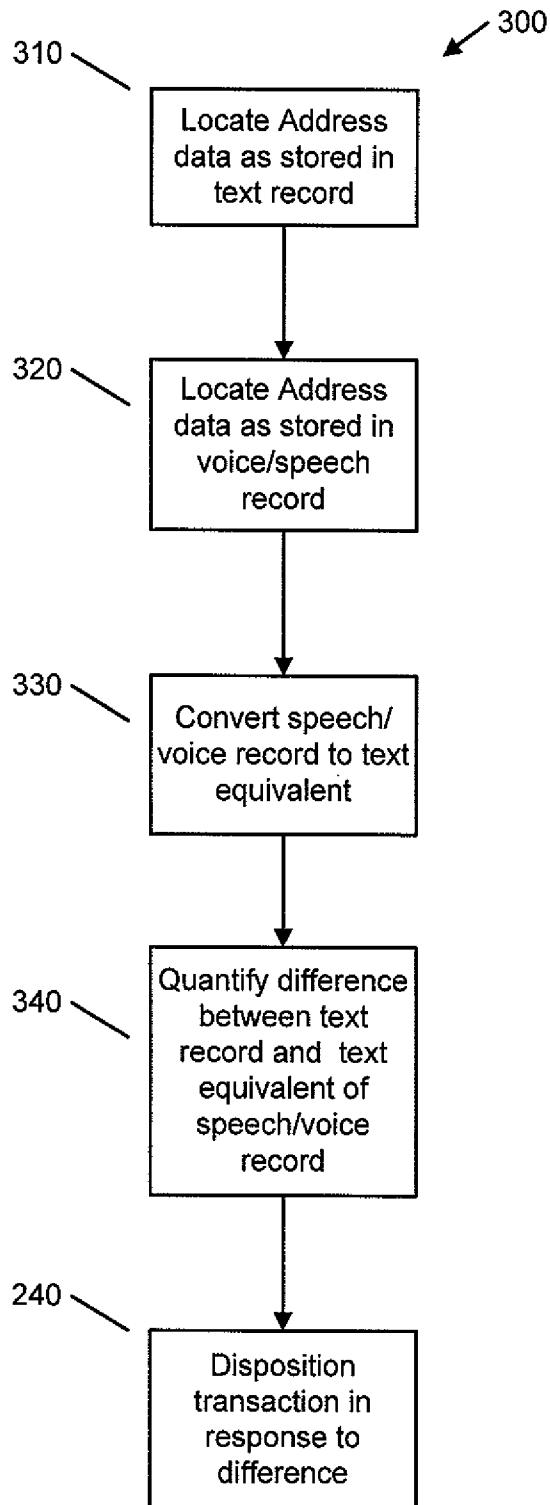 300
310
Locate Address
data as stored in
text record
320
Locate Address
data as stored in
voice/speech
record
330
Convert speech/
voice record to text
equivalent
340
Quantify difference
between text
record and text
equivalent of
speech/voice
record
240
Disposition
transaction in
response to
difference